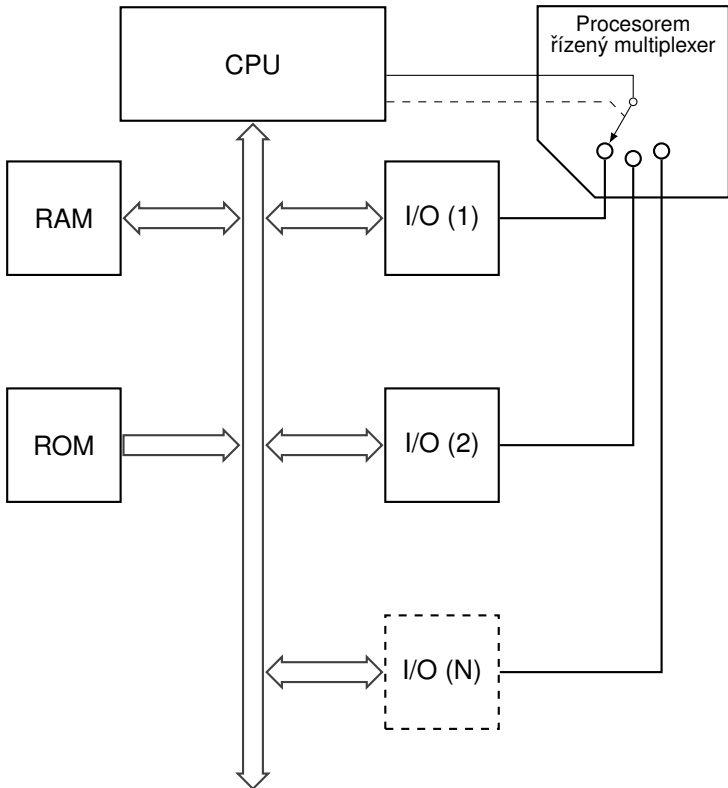 Procesorem
řízený multiplexer
CPU
RAM
I/O (1)
ROM
I/O (2)
I/O (N)